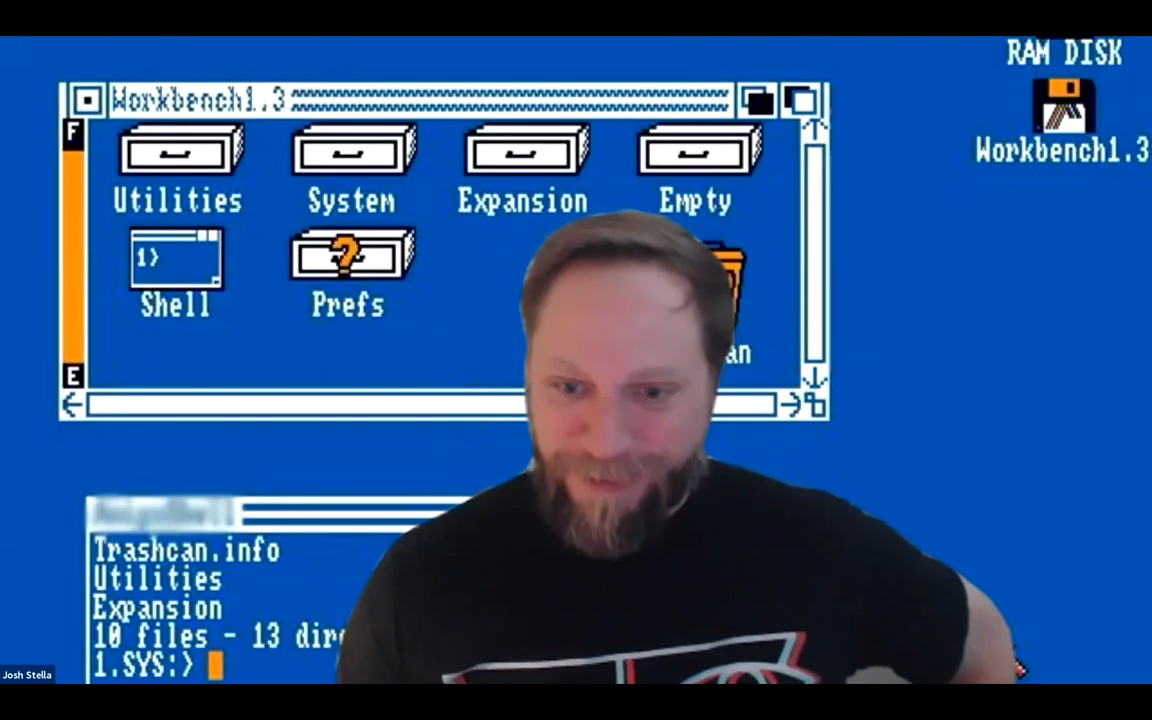 RAM DISK
Workbench1.3
Workbench1.3
F
Utilities
System
Expansion
Empty
1>
Shell
Prefs
an
E
Trashcan.info
Utilities
Expansion
10 files - 13 dir
1.SYS:>
Josh Stella